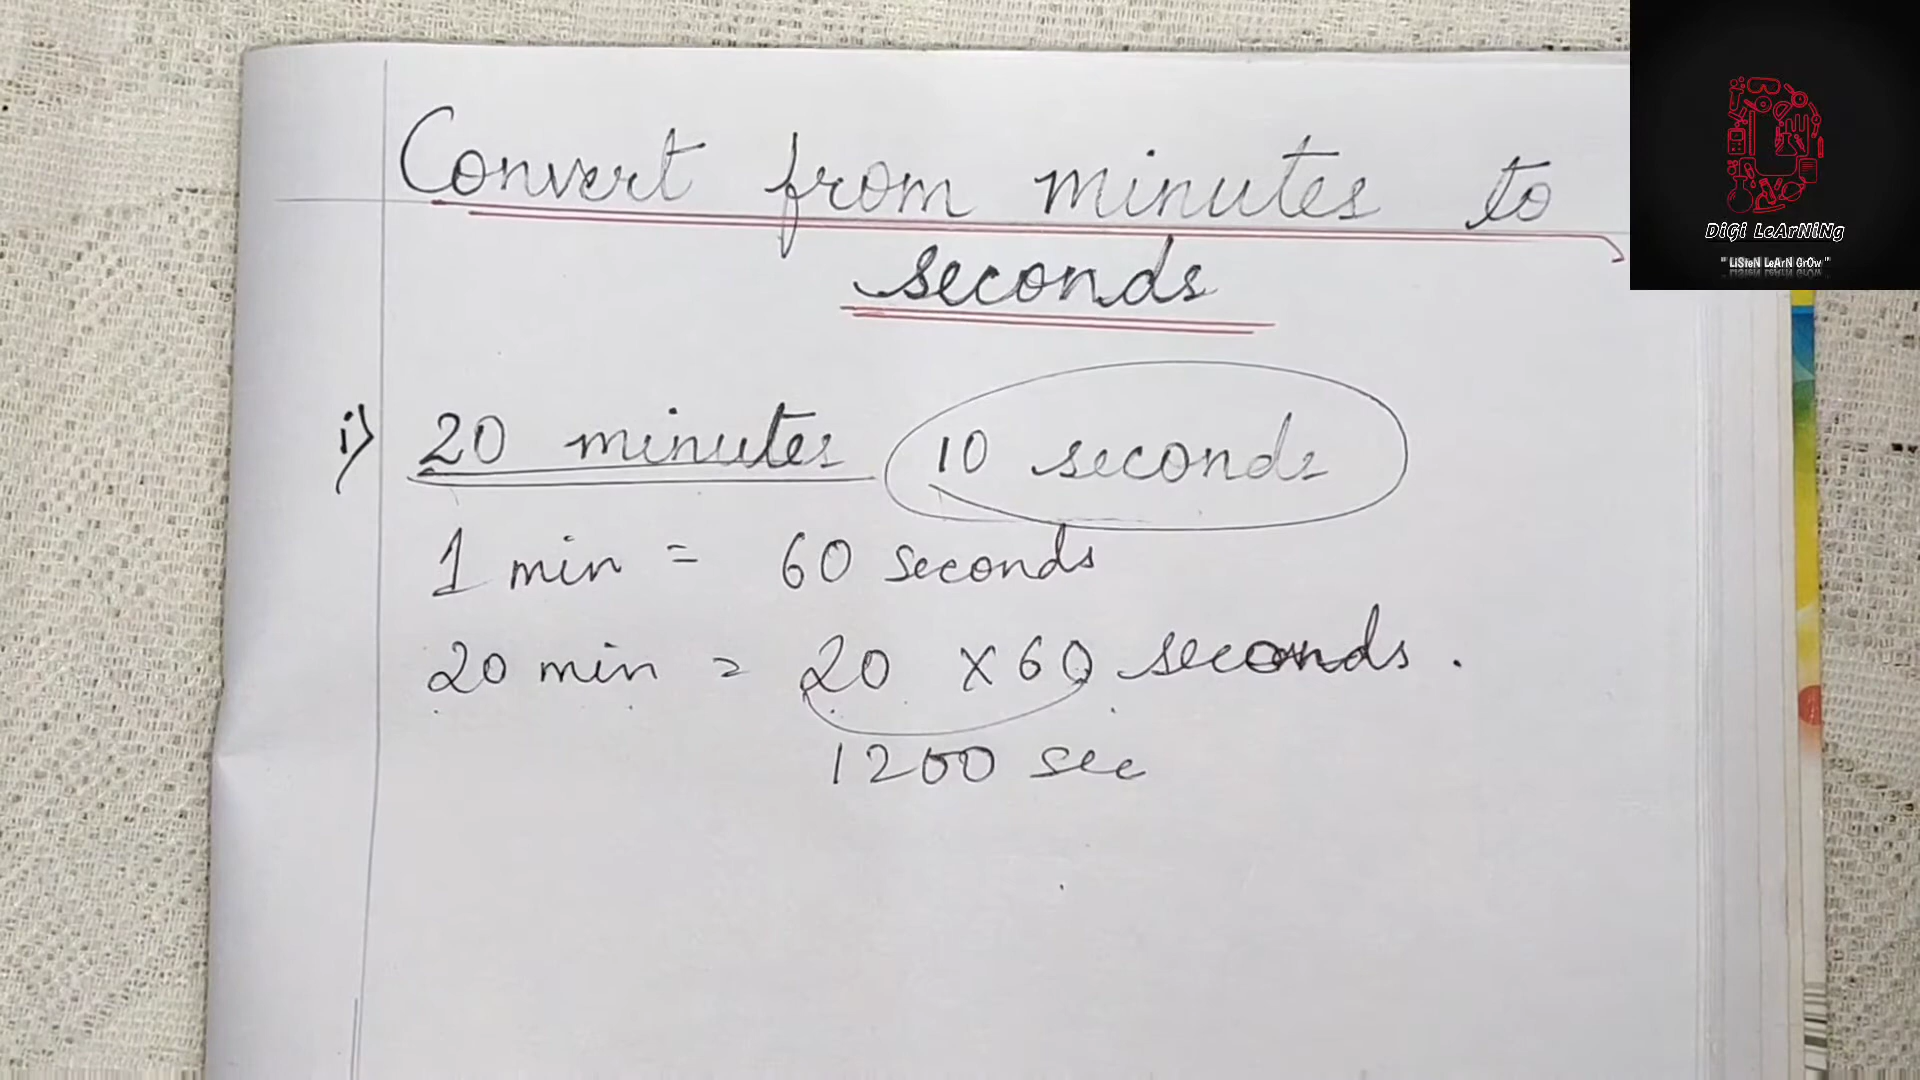 Convert from minutes to
seconds
i) 20 minutes 10 seconds
1 min = 60 seconds
20 min = 20 x 60 seconds.
1200 sec
DiGi LeArNiNg
"LISteN LeArN GrOw"